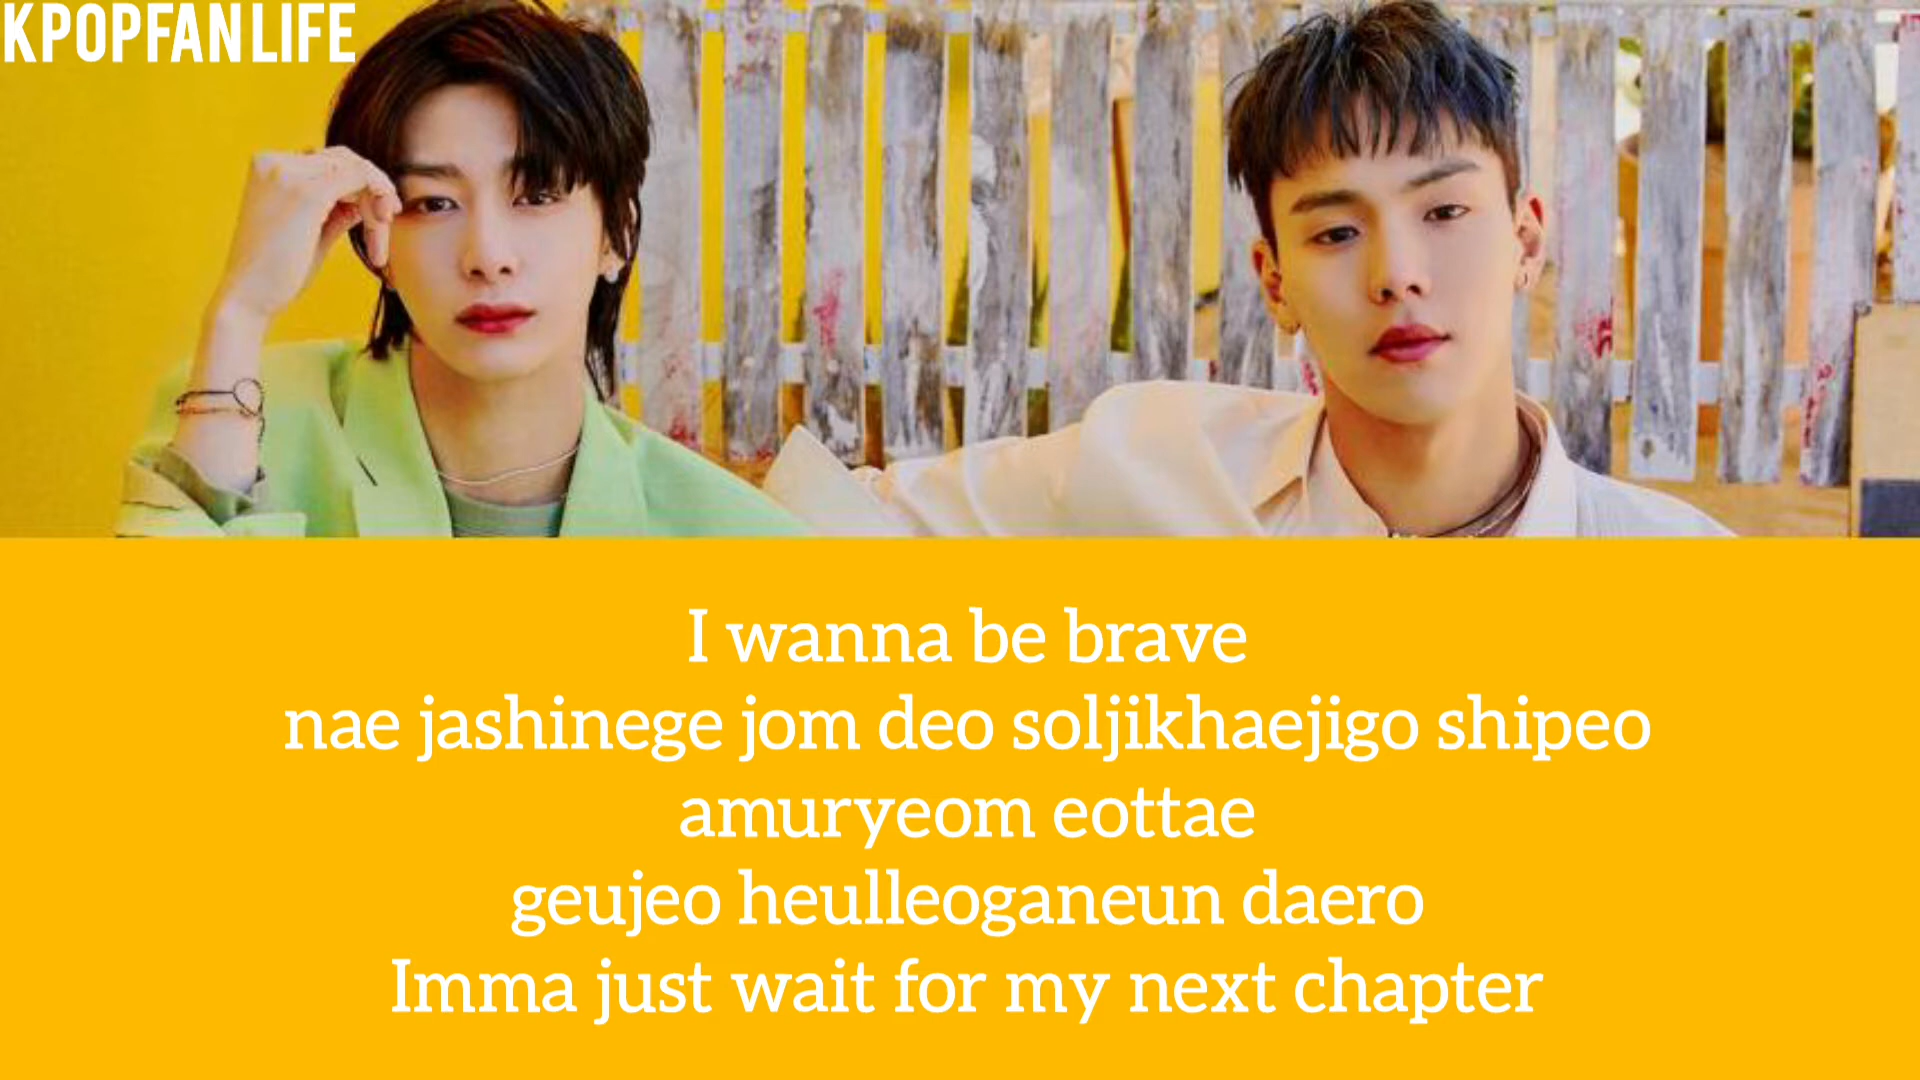 KPOPFANLIFE
I wanna be brave
nae jashinege jom deo soljikhaejigo shipeo
amuryeom eottae
geujeo heulleoganeun daero
Imma just wait for my next chapter